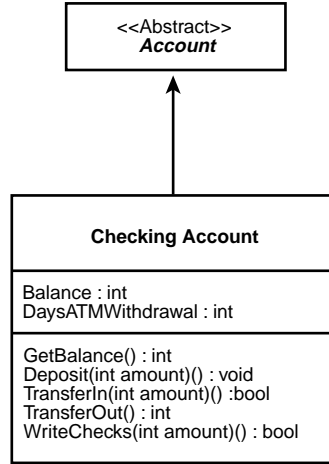 <<Abstract>>
Account
Checking Account
Balance : int
DaysATMWithdrawal : int
GetBalance() : int
Deposit(int amount)() : void
TransferIn(int amount)() :bool
TransferOut() : int
WriteChecks(int amount)() : bool